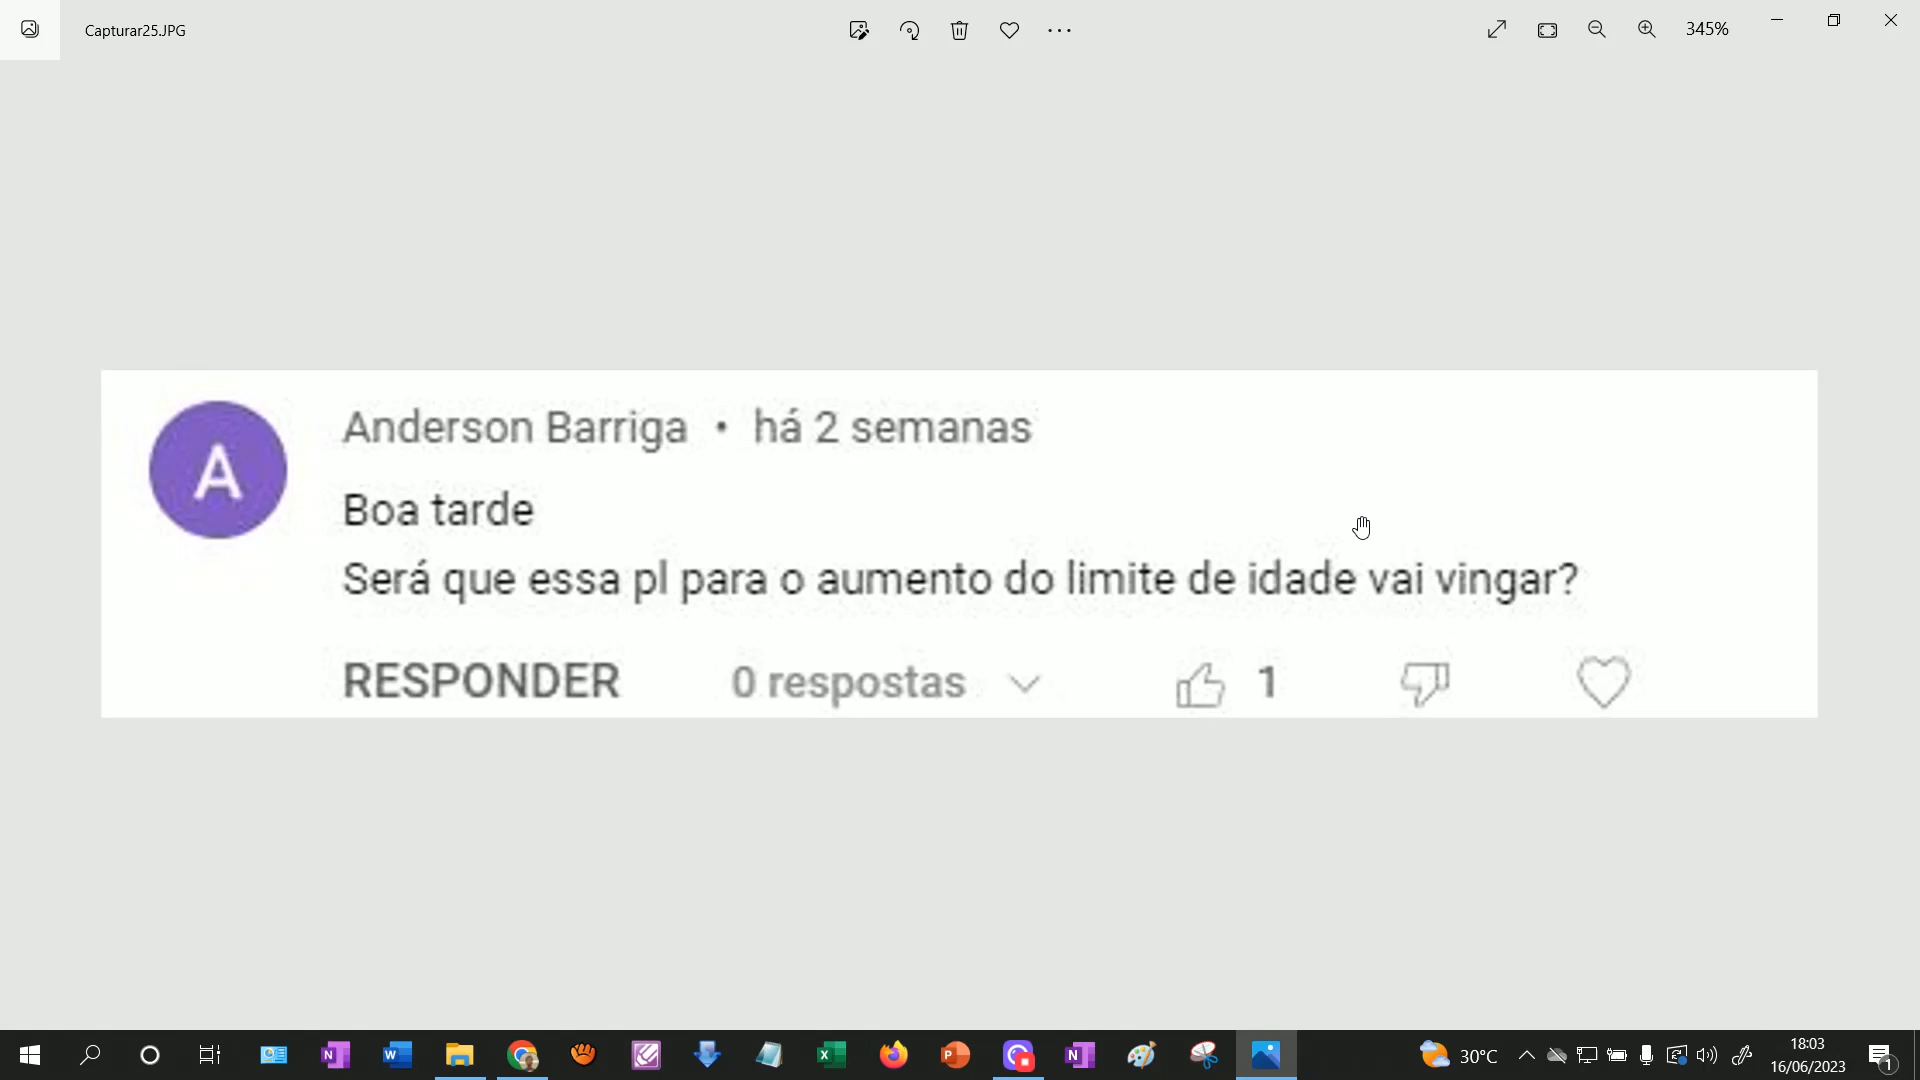 Capturar25.JPG
345%
A
Anderson Barriga • há 2 semanas
Boa tarde
Será que essa pl para o aumento do limite de idade vai vingar?
RESPONDER 0 respostas 1
30°C
18:03
16/06/2023
1